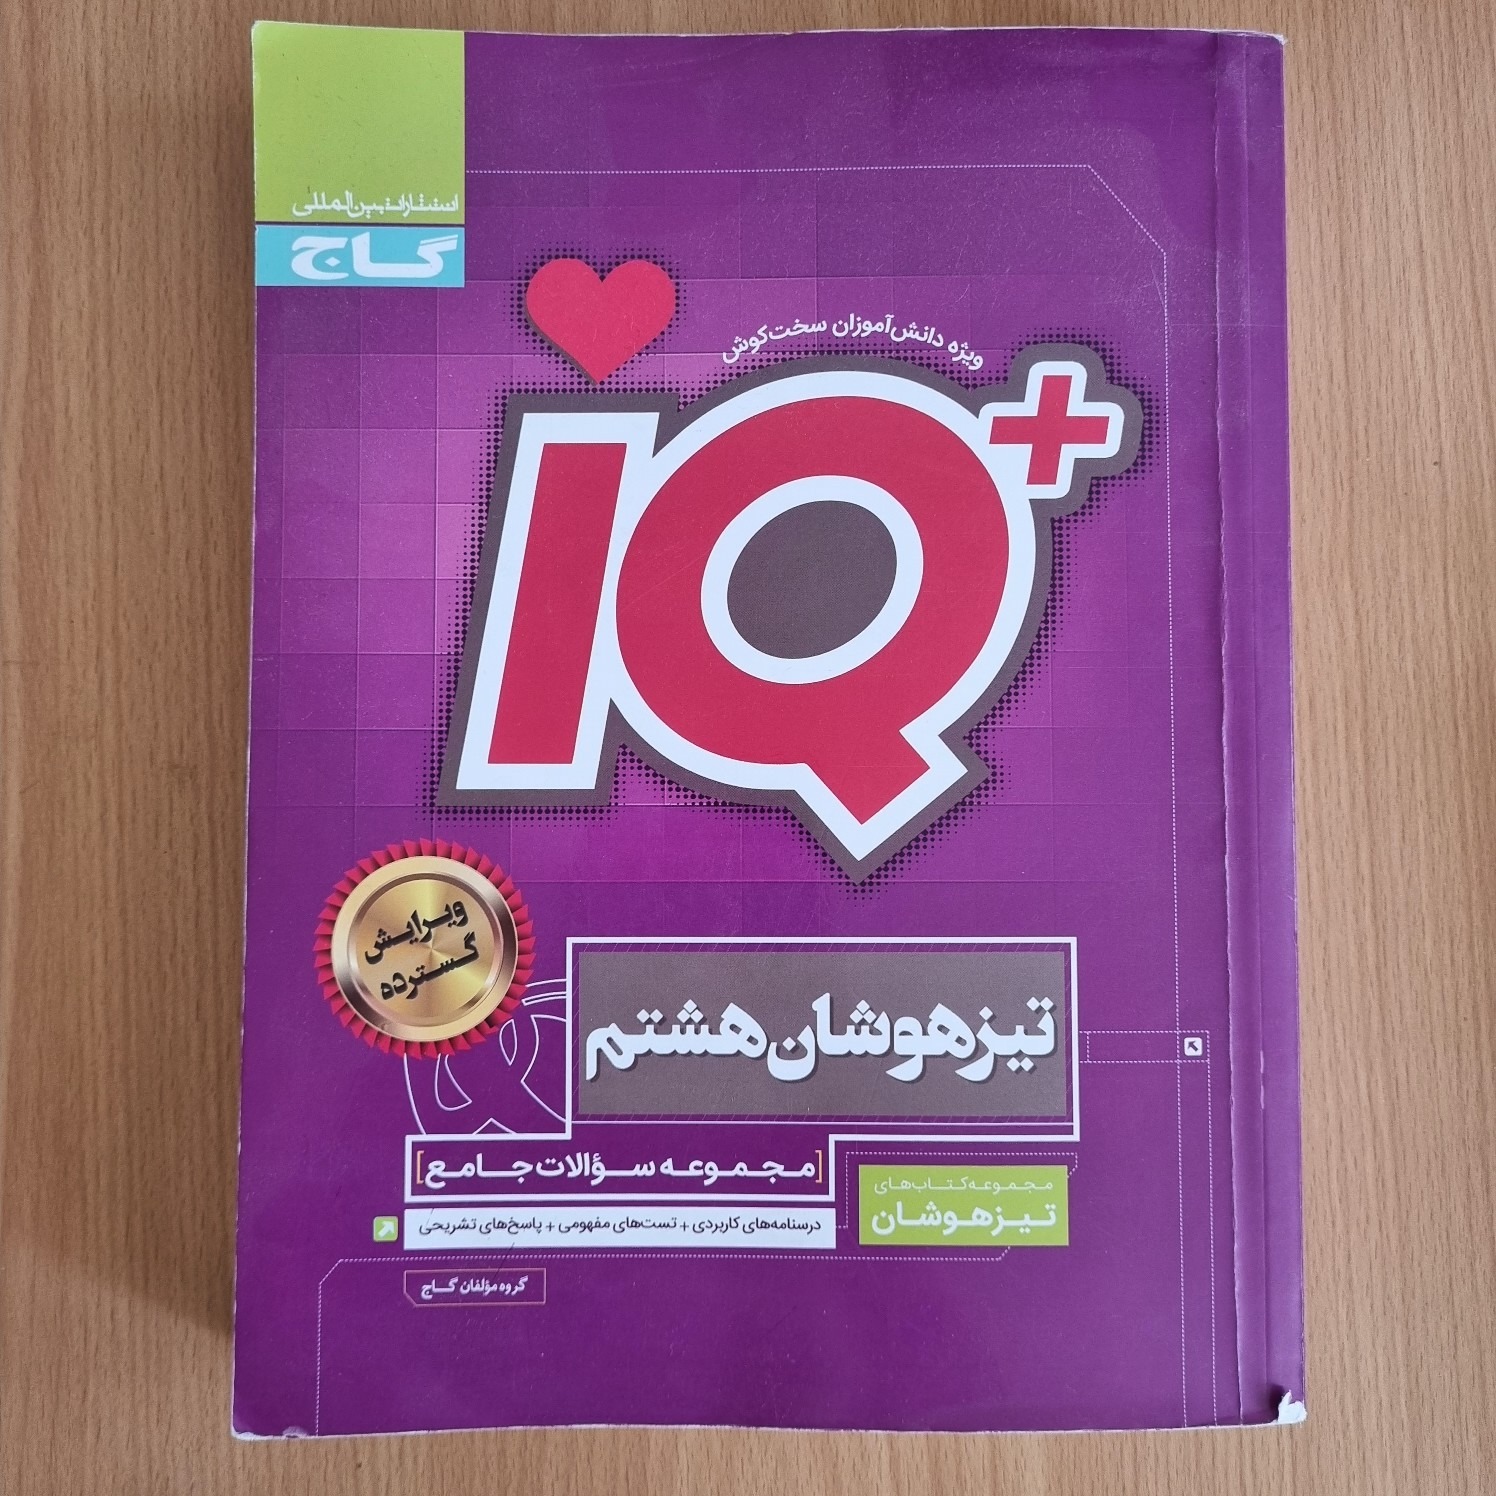 انتشارات بین‌المللی
گاج
ویژه دانش‌آموزان سخت‌کوش
IQ+
ویرایش
گسترده
تیزهوشان هشتم
[مجموعه سؤالات جامع]
درسنامه‌های کاربردی + تست‌های مفهومی + پاسخ‌های تشریحی
مجموعه کتاب‌های
تیزهوشان
گروه مؤلفان گاج